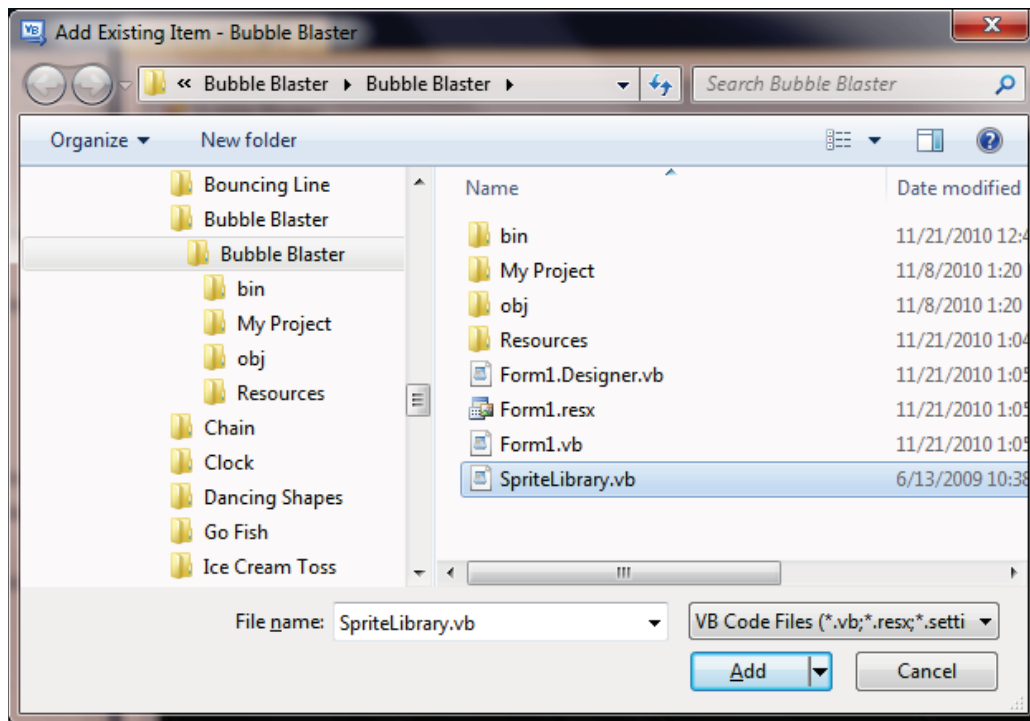 VB Add Existing Item - Bubble Blaster
« Bubble Blaster Bubble Blaster Search Bubble Blaster
Organize New folder
Bouncing Line
Bubble Blaster
Bubble Blaster
bin
My Project
obj
Resources
Chain
Clock
Dancing Shapes
Go Fish
Ice Cream Toss
Name Date modified
bin 11/21/2010 12:4
My Project 11/8/2010 1:20
obj 11/8/2010 1:20
Resources 11/21/2010 1:04
Form1.Designer.vb 11/21/2010 1:05
Form1.resx 11/21/2010 1:05
Form1.vb 11/21/2010 1:05
SpriteLibrary.vb 6/13/2009 10:38
File name: SpriteLibrary.vb VB Code Files (*.vb;*.resx;*.setti
Add Cancel